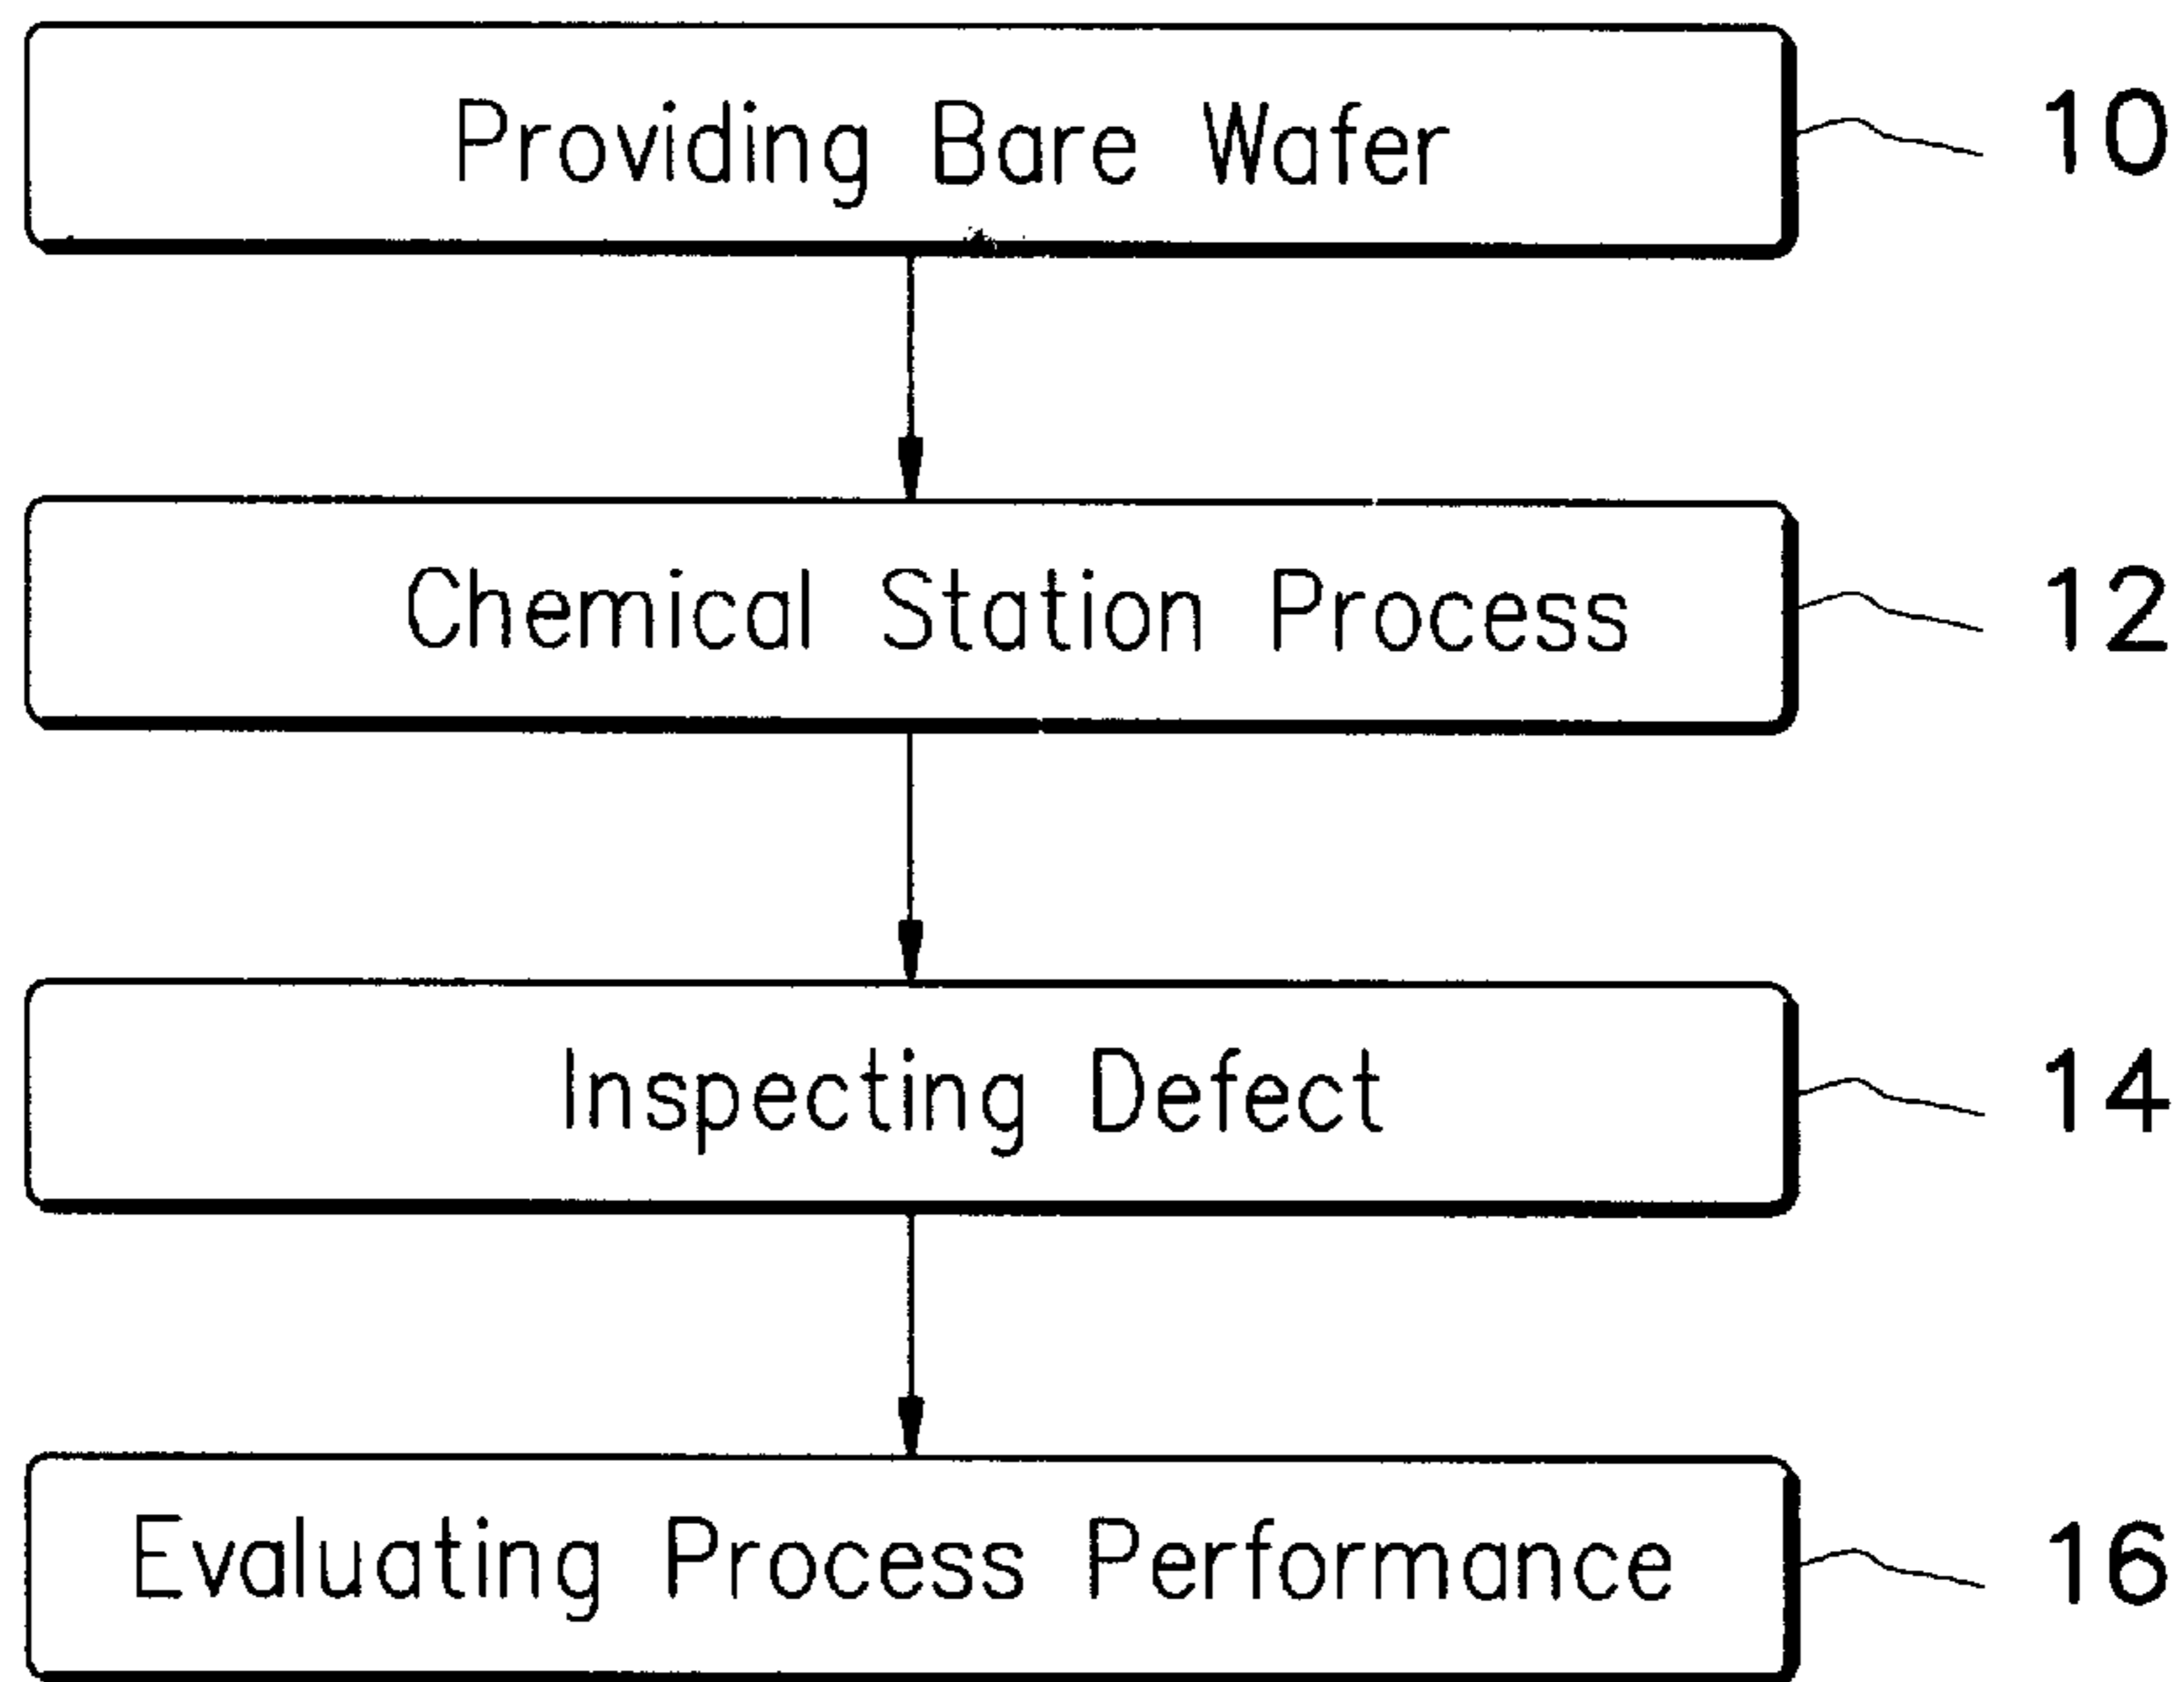 Providing Bare Wafer 10
Chemical Station Process 12
Inspecting Defect 14
Evaluating Process Performance 16